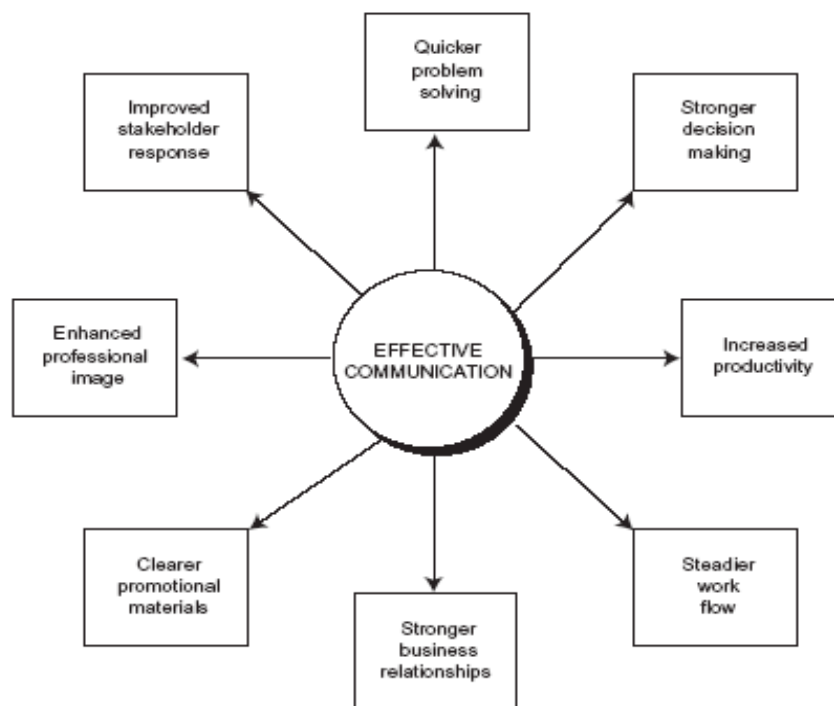 Quicker
problem
solving
Stronger
decision
making
Increased
productivity
Steadier
work
flow
Stronger
business
relationships
Clearer
promotional
materials
Enhanced
professional
image
Improved
stakeholder
response
EFFECTIVE
COMMUNICATION